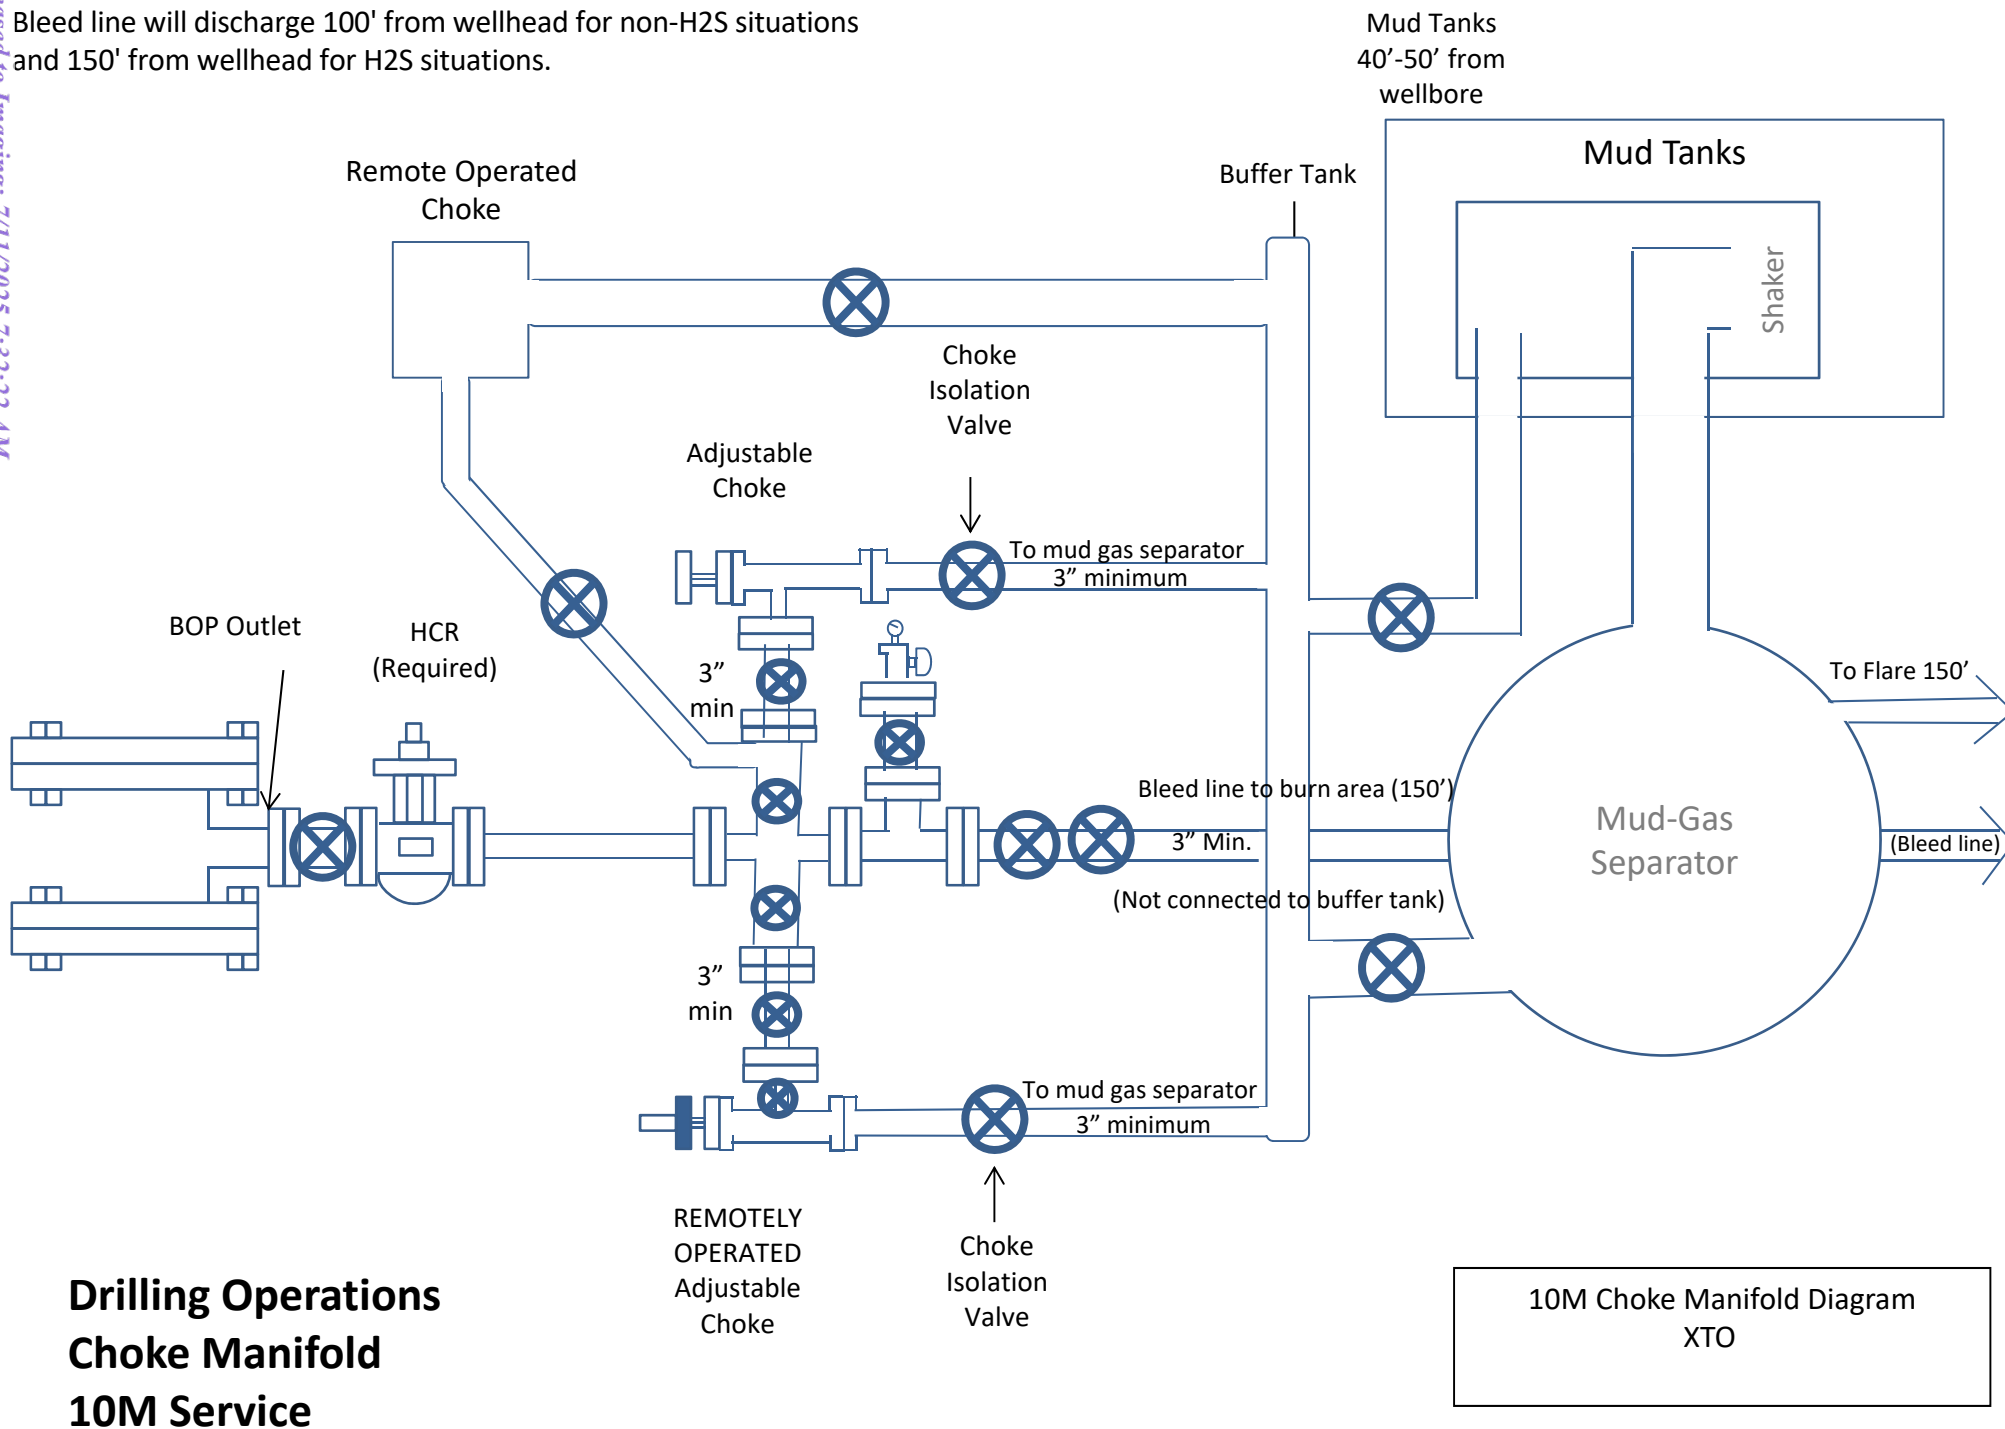 Bleed line will discharge 100' from wellhead for non-H2S situations
and 150' from wellhead for H2S situations.
Mud Tanks
40’-50’ from
wellbore
Mud Tanks
Shaker
Remote Operated
Choke
Buffer Tank
Choke
Isolation
Valve
Adjustable
Choke
To mud gas separator
3” minimum
BOP Outlet
HCR
(Required)
3”
min
To Flare 150’
Bleed line to burn area (150’)
3” Min.
(Not connected to buffer tank)
Mud-Gas
Separator
(Bleed line)
3”
min
To mud gas separator
3” minimum
REMOTELY
OPERATED
Adjustable
Choke
Choke
Isolation
Valve
Drilling Operations
Choke Manifold
10M Service
10M Choke Manifold Diagram
XTO